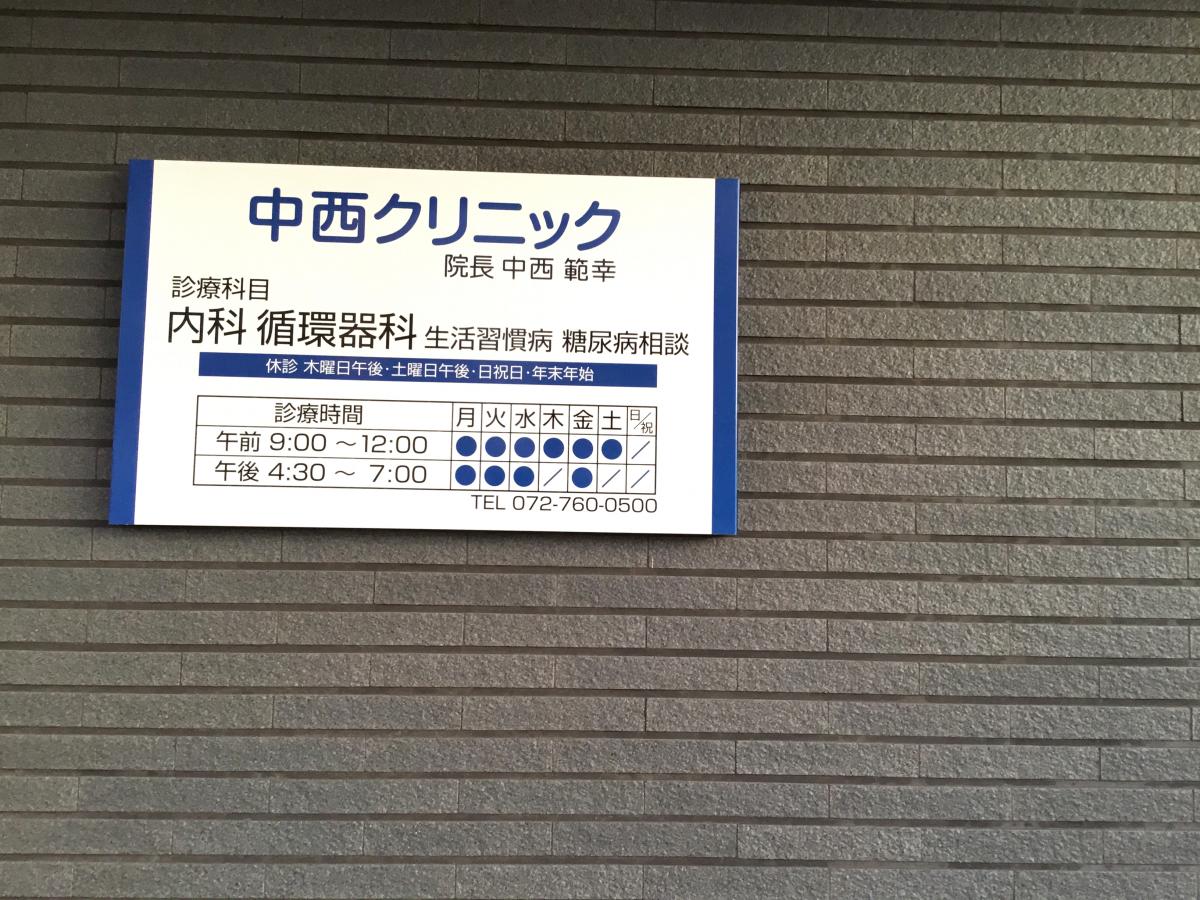 中西クリニック
院長 中西 範幸
診療科目
内科 循環器科 生活習慣病 糖尿病相談
休診 木曜日午後・土曜日午後・日祝日・年末年始
診療時間 月 火 水 木 金 土 日/祝
午前 9:00 ～12:00 ● ● ● ● ● ● ／
午後 4:30 ～ 7:00 ● ● ● ／ ● ／ ／
TEL 072-760-0500